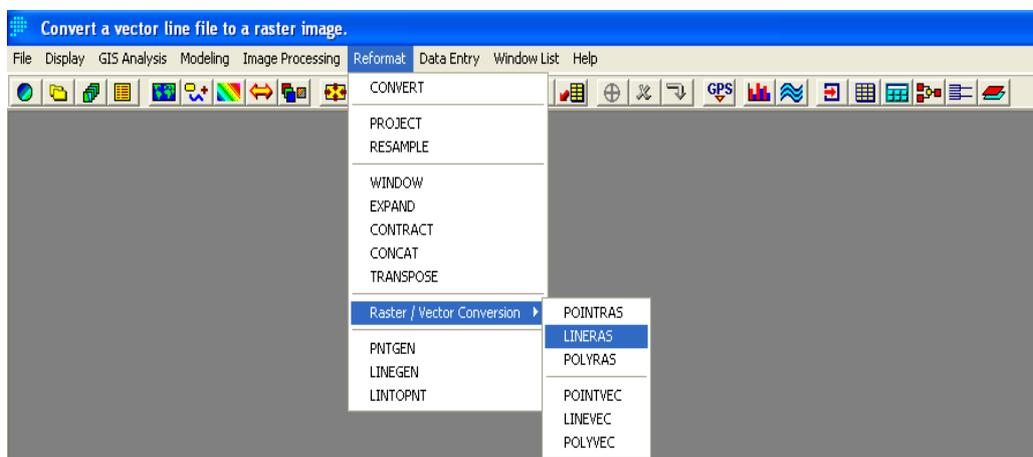 Convert a vector line file to a raster image.
File Display GIS Analysis Modeling Image Processing Reformat Data Entry Window List Help
GPS
CONVERT
PROJECT
RESAMPLE
WINDOW
EXPAND
CONTRACT
CONCAT
TRANSPOSE
Raster / Vector Conversion
PNTGEN
LINEGEN
LINTOPNT
POINTRAS
LINERAS
POLYRAS
POINTVEC
LINEVEC
POLYVEC